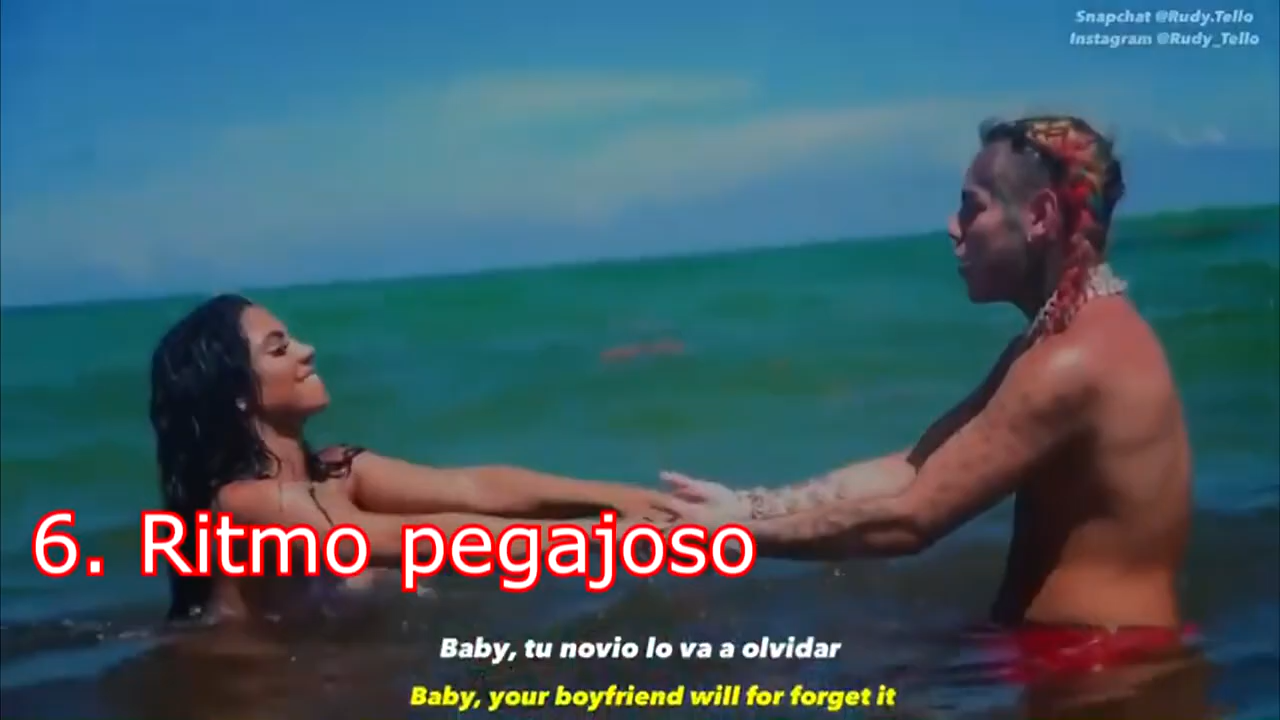 Snapchat @Rudy.Tello
Instagram @Rudy_Tello
6. Ritmo pegajoso
Baby, tu novio lo va a olvidar
Baby, your boyfriend will for forget it